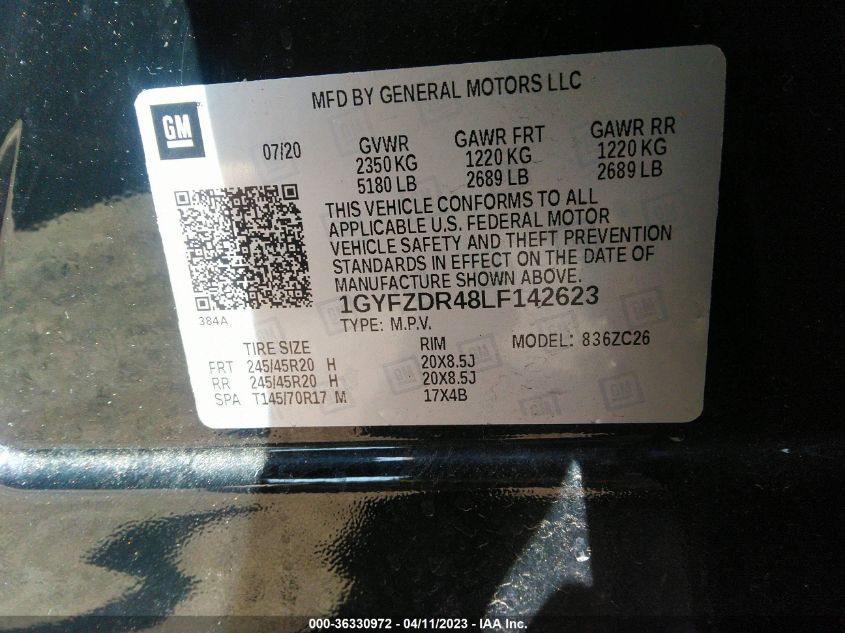 GM
MFD BY GENERAL MOTORS LLC
07/20
GVWR
2350 KG
5180 LB
GAWR FRT
1220 KG
2689 LB
GAWR RR
1220 KG
2689 LB
THIS VEHICLE CONFORMS TO ALL
APPLICABLE U.S. FEDERAL MOTOR
VEHICLE SAFETY AND THEFT PREVENTION
STANDARDS IN EFFECT ON THE DATE OF
MANUFACTURE SHOWN ABOVE.
384A
1GYFZDR48LF142623
TYPE: M.P.V.
MODEL: 836ZC26
TIRE SIZE RIM
FRT 245/45R20 H 20X8.5J
RR 245/45R20 H 20X8.5J
SPA T145/70R17 M 17X4B
000-36330972 - 04/11/2023 - IAA Inc.